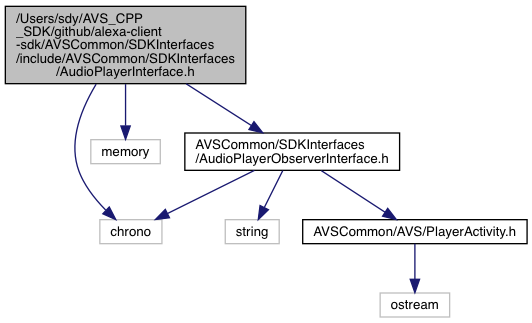 /Users/sdy/AVS_CPP
_SDK/github/alexa-client
-sdk/AVSCommon/SDKInterfaces
/include/AVSCommon/SDKInterfaces
/AudioPlayerInterface.h
memory
AVSCommon/SDKInterfaces
/AudioPlayerObserverInterface.h
chrono
string
AVSCommon/AVS/PlayerActivity.h
ostream